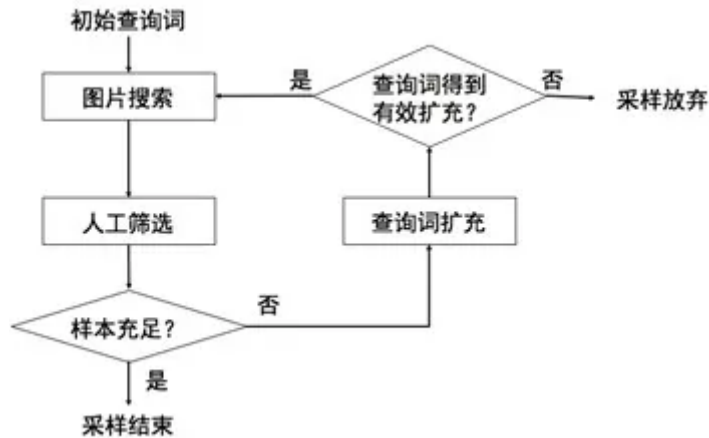 初始查询词
图片搜索
人工筛选
样本充足？
是
采样结束
否
查询词扩充
查询词得到
有效扩充？
是
否
采样放弃